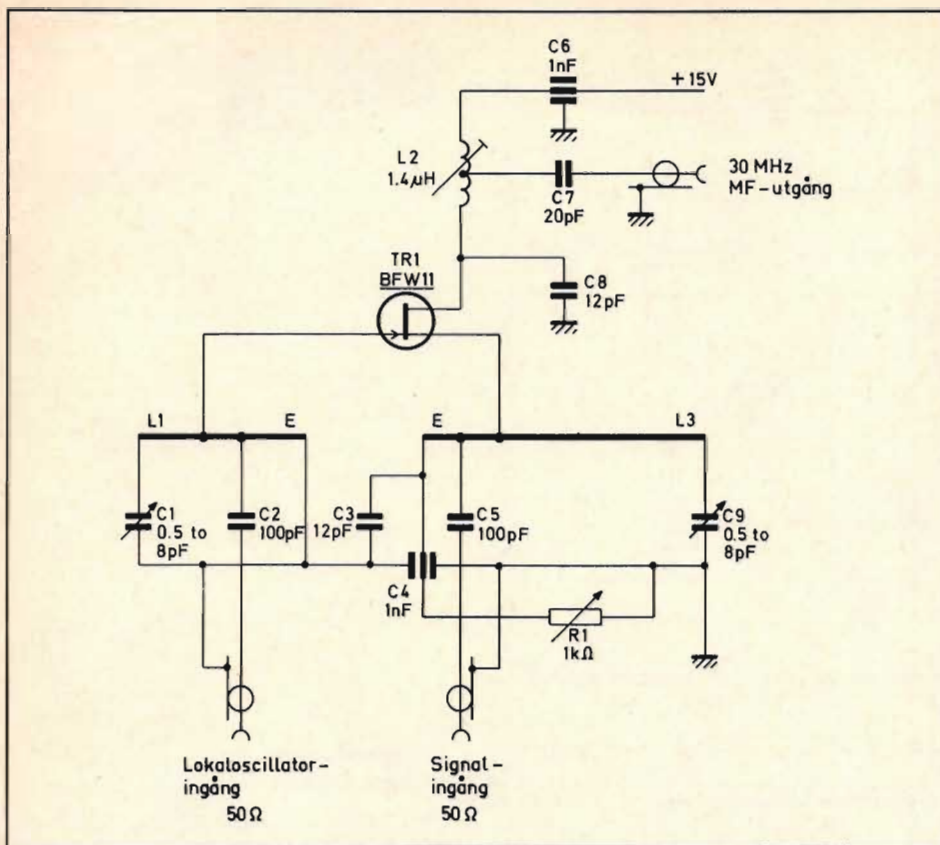 C6
1nF
+15V
L2
1.4µH
C7
20pF
30 MHz
MF-utgång
TR1
BFW11
C8
12pF
L1
E
E
L3
C1
0.5 to
8pF
C2
100pF
C3
12pF
C5
100pF
C9
0.5 to
8pF
C4
1nF
R1
1kΩ
Lokaloscillator-
ingång
50Ω
Signal-
ingång
50Ω